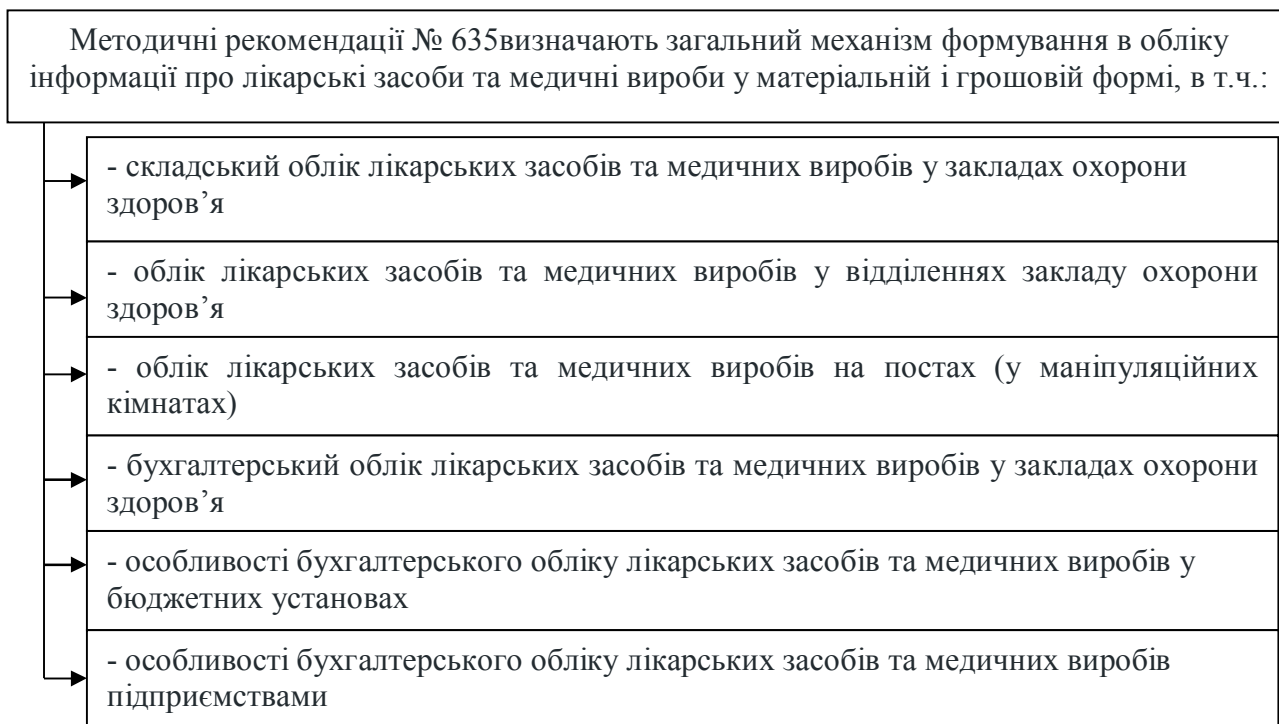 Методичні рекомендації № 635визначають загальний механізм формування в обліку
інформації про лікарські засоби та медичні вироби у матеріальній і грошовій формі, в т.ч.:
- складський облік лікарських засобів та медичних виробів у закладах охорони
здоров’я
- облік лікарських засобів та медичних виробів у відділеннях закладу охорони
здоров’я
- облік лікарських засобів та медичних виробів на постах (у маніпуляційних
кімнатах)
- бухгалтерський облік лікарських засобів та медичних виробів у закладах охорони
здоров’я
- особливості бухгалтерського обліку лікарських засобів та медичних виробів у
бюджетних установах
- особливості бухгалтерського обліку лікарських засобів та медичних виробів
підприємствами